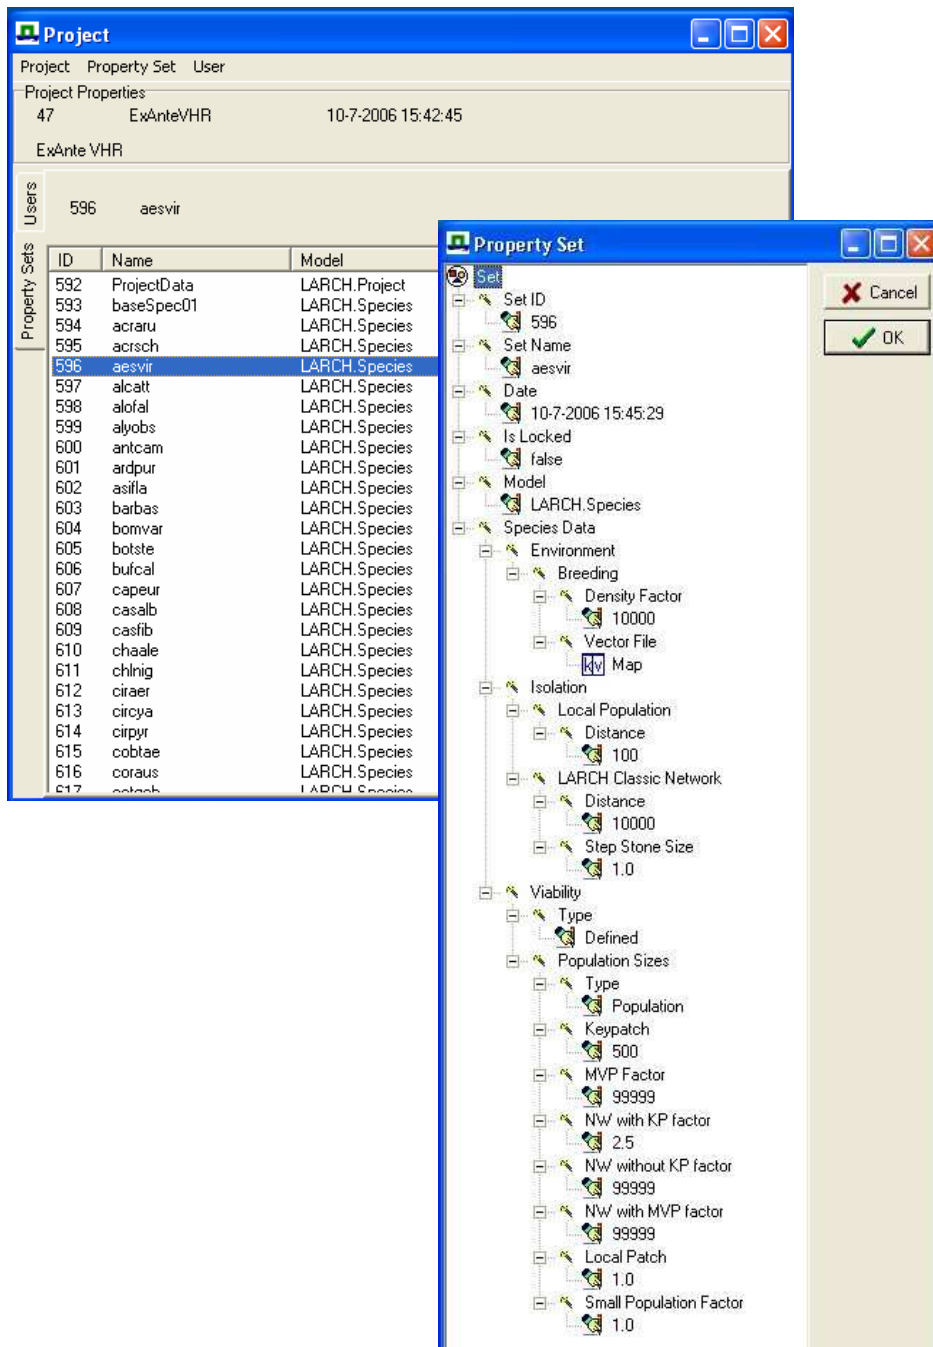 Project
Project Property Set User
Project Properties
47 ExAnteVHR 10-7-2006 15:42:45
ExAnte VHR
Users
Property Sets
596 aesvir
ID Name Model
592 ProjectData LARCH.Project
593 baseSpec01 LARCH.Species
594 acraru LARCH.Species
595 acrsch LARCH.Species
596 aesvir LARCH.Species
597 alcatt LARCH.Species
598 alofal LARCH.Species
599 alyobs LARCH.Species
600 antcam LARCH.Species
601 ardpur LARCH.Species
602 asifla LARCH.Species
603 barbas LARCH.Species
604 bomvar LARCH.Species
605 botste LARCH.Species
606 bufcal LARCH.Species
607 capeur LARCH.Species
608 casalb LARCH.Species
609 casfib LARCH.Species
610 chaale LARCH.Species
611 chlnig LARCH.Species
612 ciraer LARCH.Species
613 circya LARCH.Species
614 cirpyr LARCH.Species
615 cobtae LARCH.Species
616 coraus LARCH.Species
617 LARCH.Species
Property Set
Set
Set ID
596
Set Name
aesvir
Date
10-7-2006 15:45:29
Is Locked
false
Model
LARCH.Species
Species Data
Environment
Breeding
Density Factor
10000
Vector File
k v Map
Isolation
Local Population
Distance
100
LARCH Classic Network
Distance
10000
Step Stone Size
1.0
Viability
Type
Defined
Population Sizes
Type
Population
Keypatch
500
MVP Factor
99999
NW with KP factor
2.5
NW without KP factor
99999
NW with MVP factor
99999
Local Patch
1.0
Small Population Factor
1.0
Cancel
OK